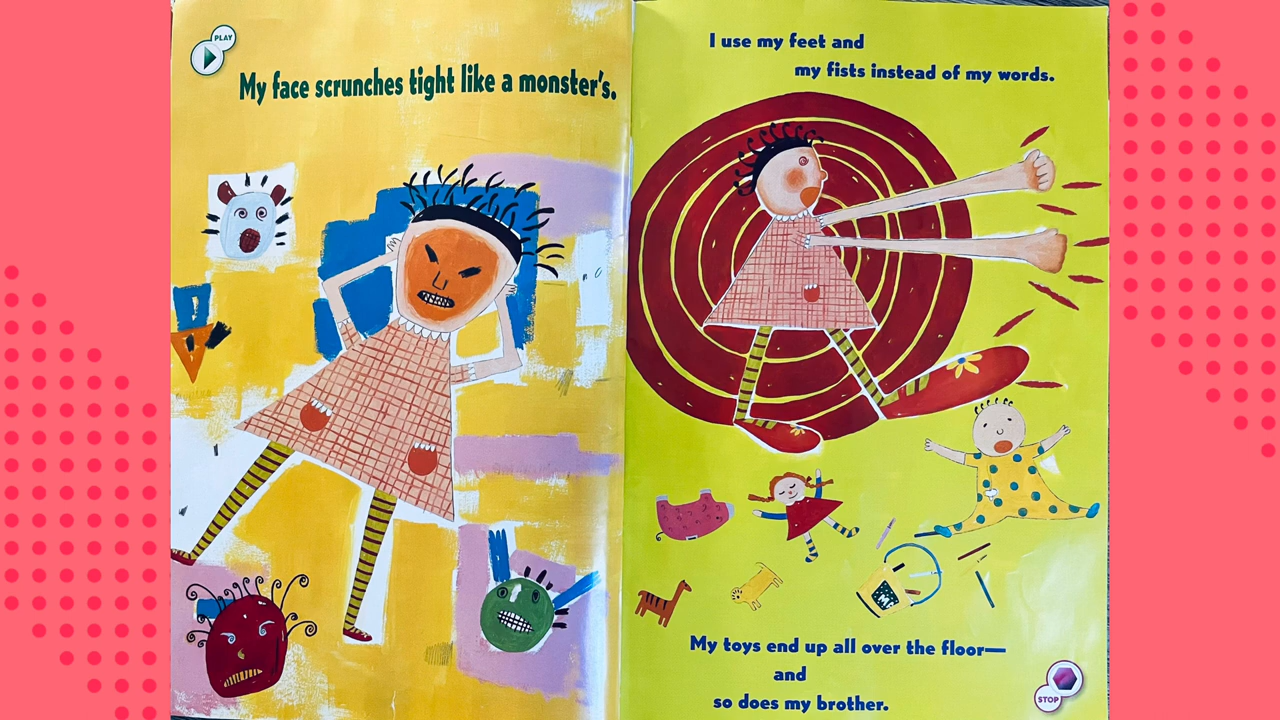 PLAY
My face scrunches tight like a monster's.
I use my feet and
my fists instead of my words.
My toys end up all over the floor—
and
so does my brother.
STOP